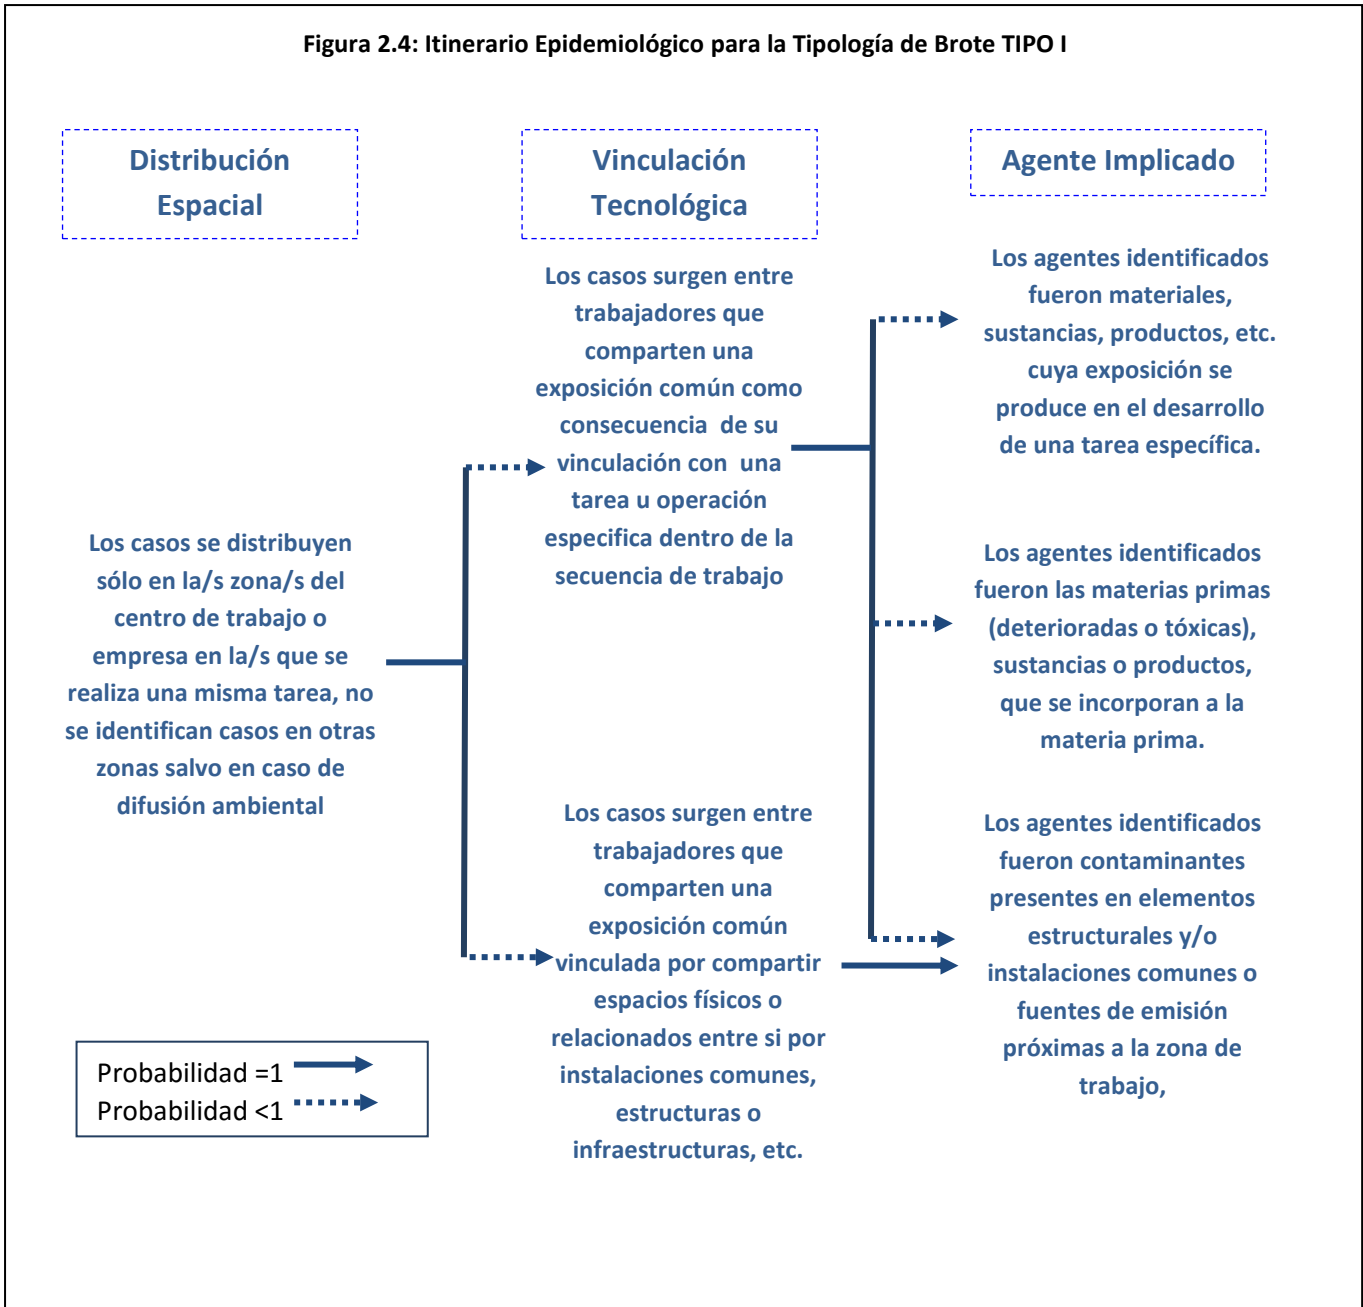 Figura 2.4: Itinerario Epidemiológico para la Tipología de Brote TIPO I
Distribución
Espacial
Vinculación
Tecnológica
Agente Implicado
Los casos se distribuyen
sólo en la/s zona/s del
centro de trabajo o
empresa en la/s que se
realiza una misma tarea, no
se identifican casos en otras
zonas salvo en caso de
difusión ambiental
Los casos surgen entre
trabajadores que
comparten una
exposición común como
consecuencia de su
vinculación con una
tarea u operación
especifica dentro de la
secuencia de trabajo
Los casos surgen entre
trabajadores que
comparten una
exposición común
vinculada por compartir
espacios físicos o
relacionados entre si por
instalaciones comunes,
estructuras o
infraestructuras, etc.
Los agentes identificados
fueron materiales,
sustancias, productos, etc.
cuya exposición se
produce en el desarrollo
de una tarea específica.
Los agentes identificados
fueron las materias primas
(deterioradas o tóxicas),
sustancias o productos,
que se incorporan a la
materia prima.
Los agentes identificados
fueron contaminantes
presentes en elementos
estructurales y/o
instalaciones comunes o
fuentes de emisión
próximas a la zona de
trabajo,
Probabilidad =1
Probabilidad <1